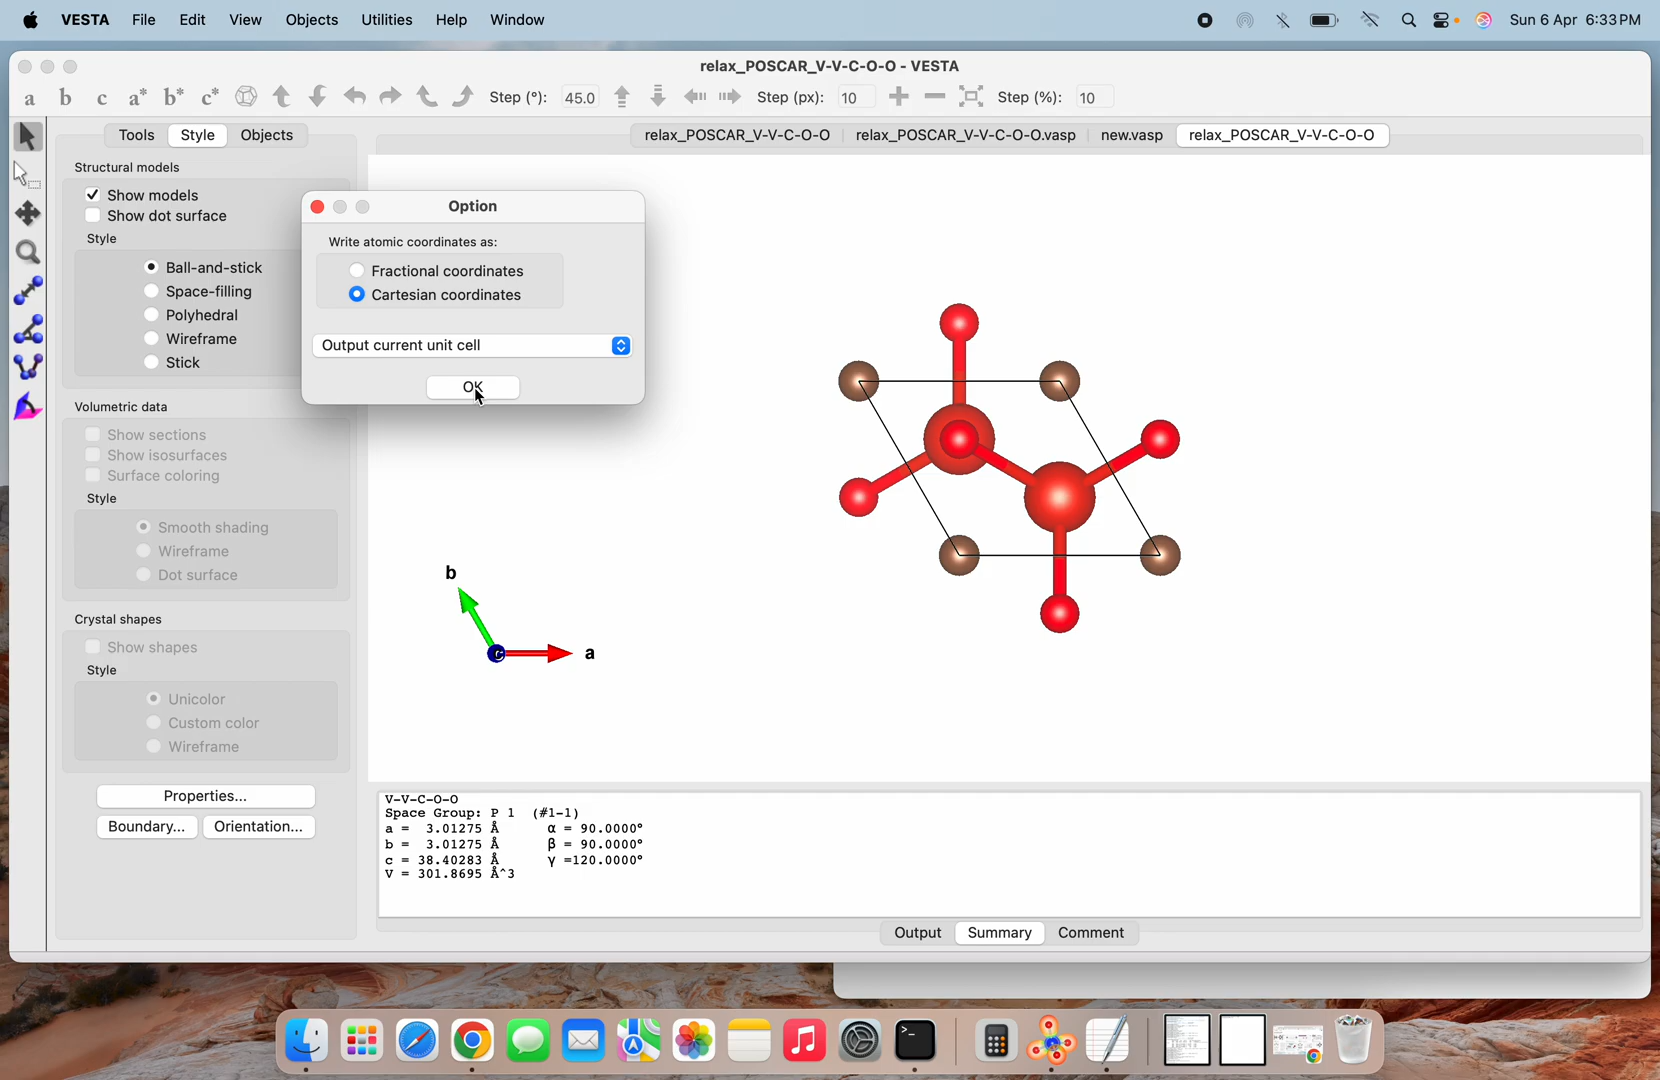 VESTA File Edit View Objects Utilities Help Window Sun 6 Apr 6:33 PM
relax_POSCAR_V-V-C-O-O - VESTA
a b c a* b* c* Step (°): 45.0 Step (px): 10 Step (%): 10
Tools Style Objects
relax_POSCAR_V-V-C-O-O relax_POSCAR_V-V-C-O-O.vasp new.vasp relax_POSCAR_V-V-C-O-O
Structural models
Show models
Show dot surface
Style
Ball-and-stick
Space-filling
Polyhedral
Wireframe
Stick
Volumetric data
Show sections
Show isosurfaces
Surface coloring
Style
Smooth shading
Wireframe
Dot surface
Crystal shapes
Show shapes
Style
Unicolor
Custom color
Wireframe
Properties...
Boundary... Orientation...
Option
Write atomic coordinates as:
Fractional coordinates
Cartesian coordinates
Output current unit cell
OK
b
c a
V-V-C-O-O
Space Group: P 1 (#1-1)
a = 3.01275 Å α = 90.0000°
b = 3.01275 Å β = 90.0000°
c = 38.40283 Å γ =120.0000°
V = 301.8695 Å^3
Output Summary Comment